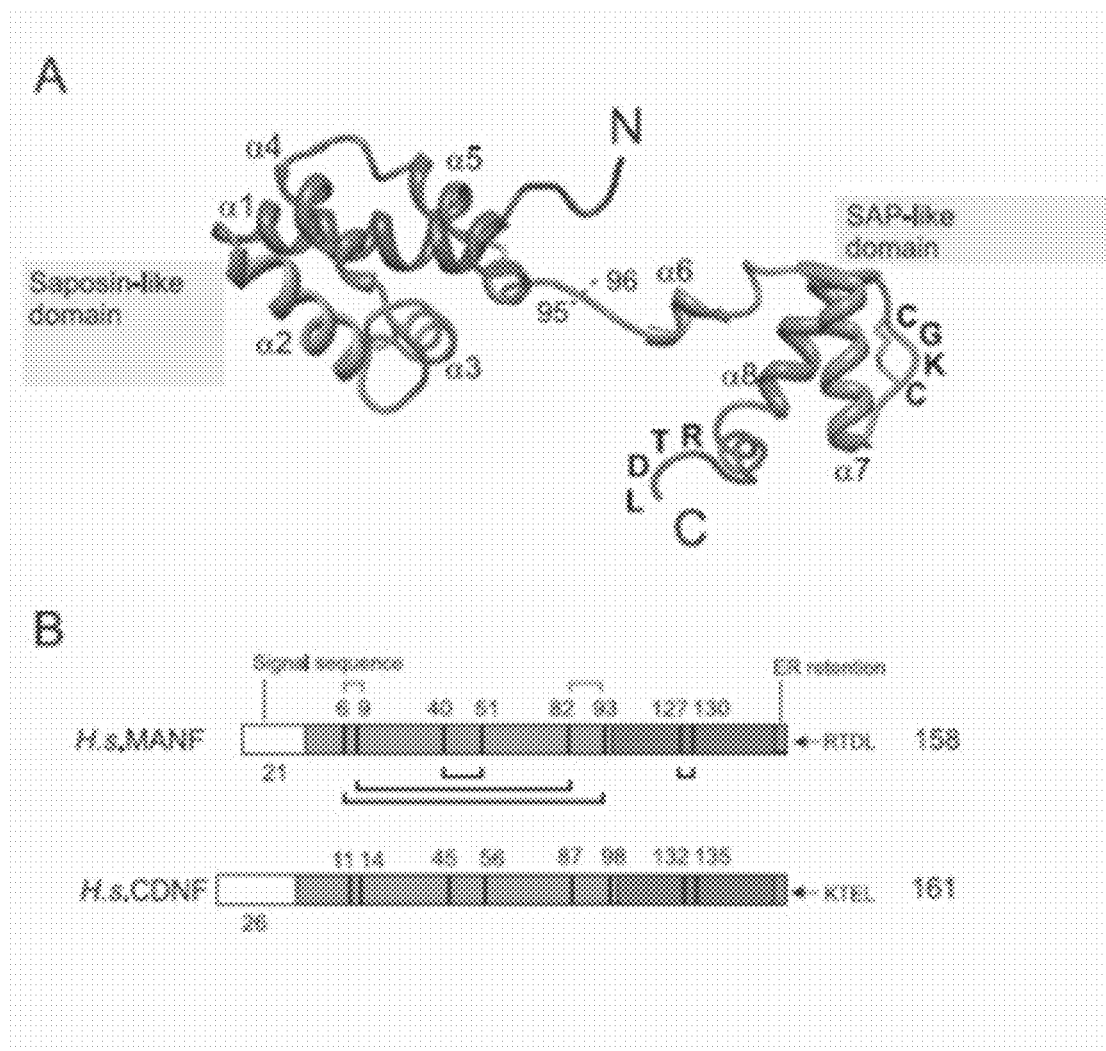 A
N
α4
α5
α1
SAP-like
domain
Saposin-like
domain
α6
95
96
C
G
K
C
α2
α3
α8
α7
R
T
D
L
C
B
Signal sequence
ER retention
6 9 40 51 82 93 127 130
H.s.MANF
RTDL 158
21
11 14 45 56 87 98 132 135
H.s.CDNF
KTEL 161
26